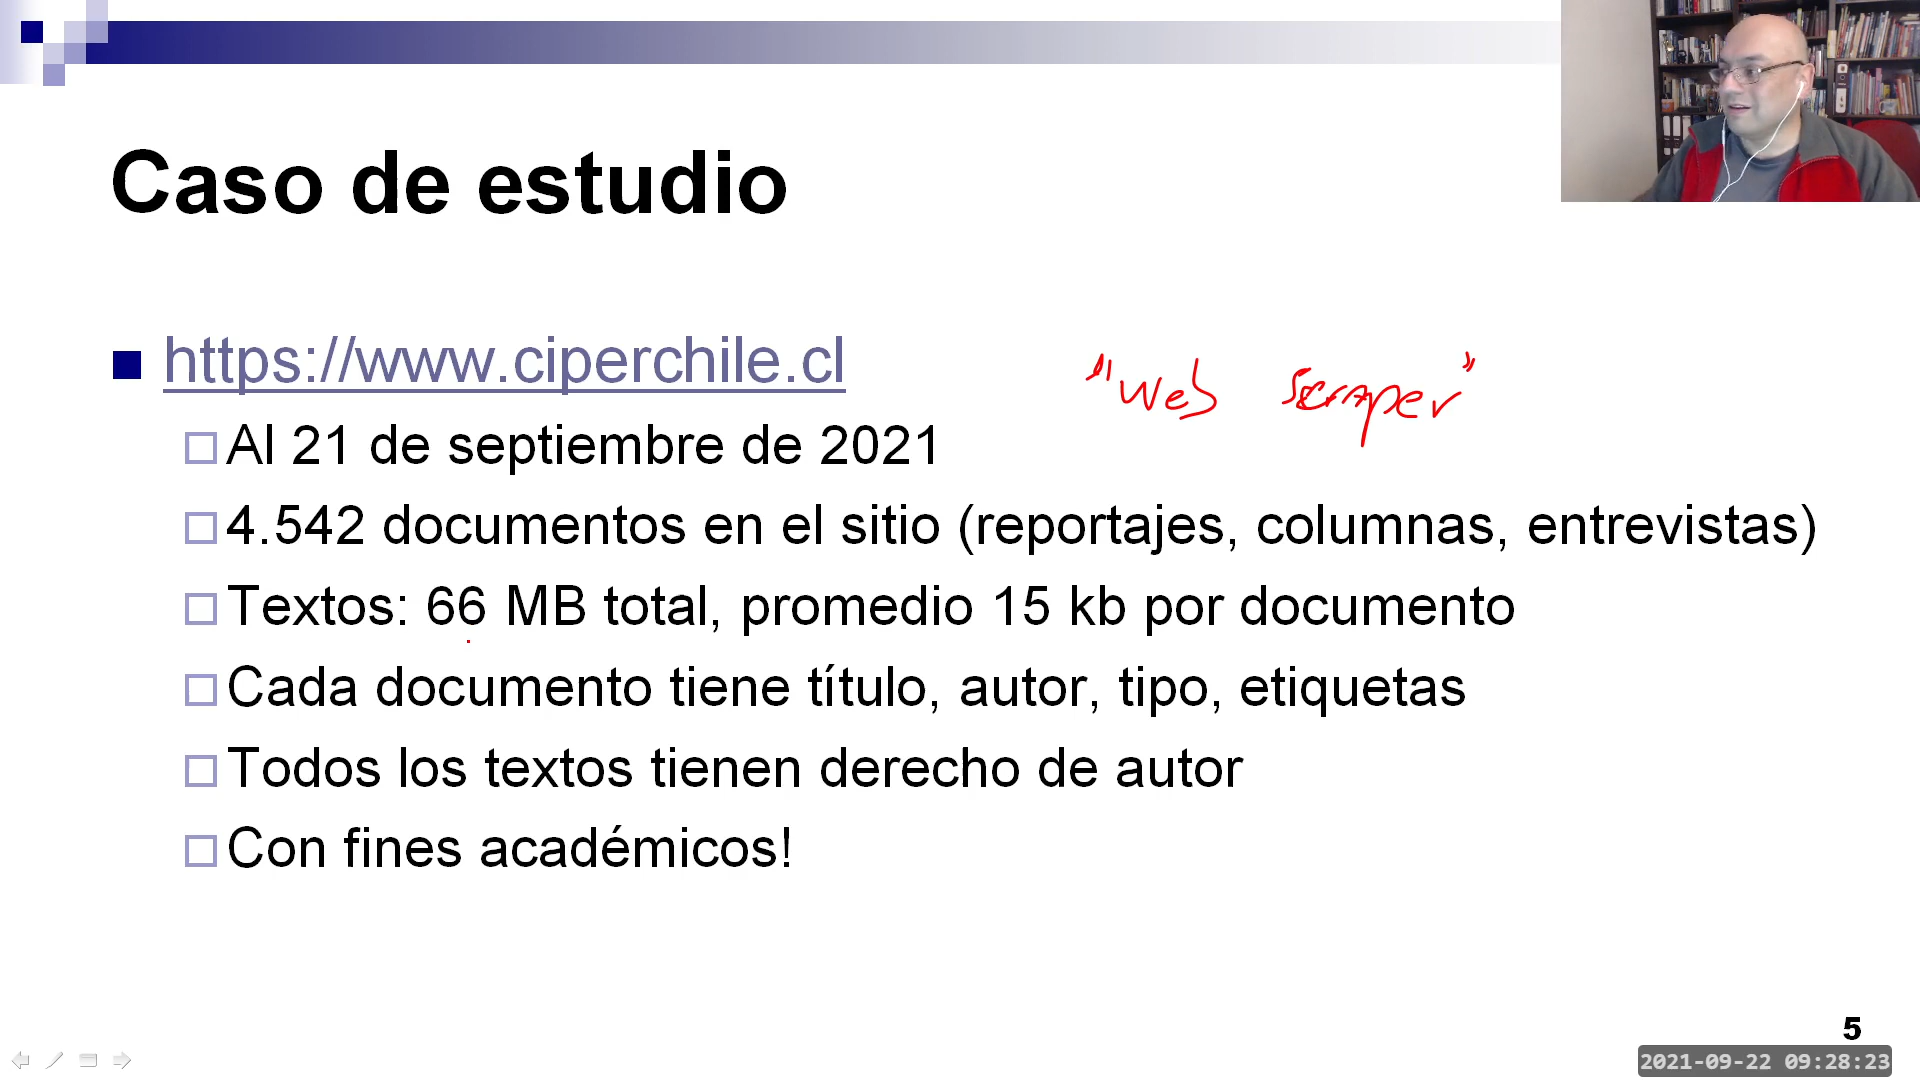 Caso de estudio
https://www.ciperchile.cl
"Web scraper"
Al 21 de septiembre de 2021
4.542 documentos en el sitio (reportajes, columnas, entrevistas)
Textos: 66 MB total, promedio 15 kb por documento
Cada documento tiene título, autor, tipo, etiquetas
Todos los textos tienen derecho de autor
Con fines académicos!
5
2021-09-22 09:28:23